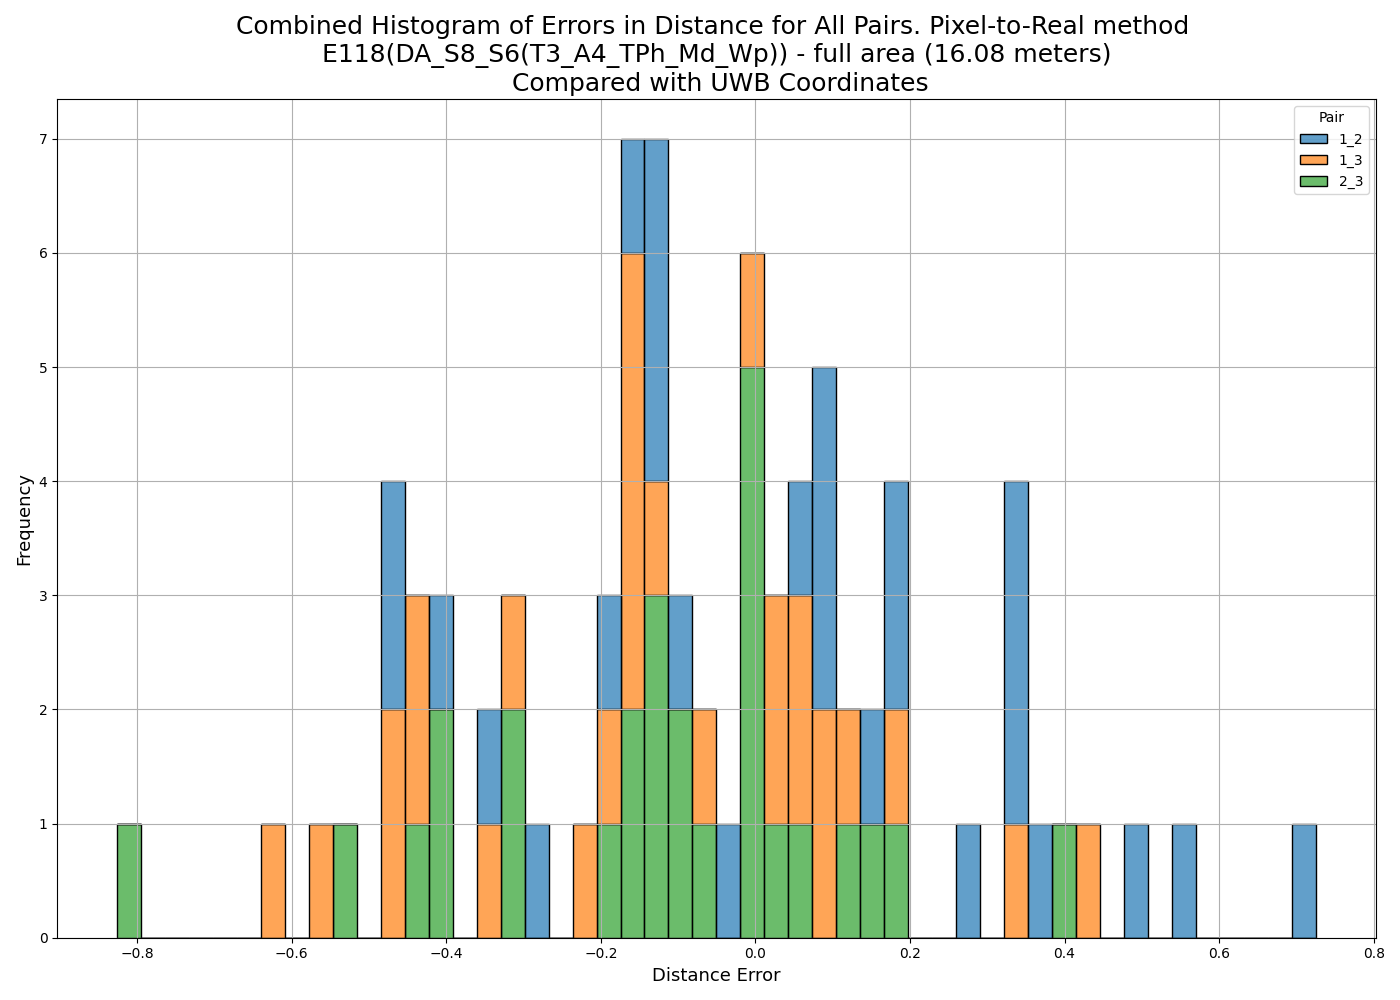 Combined Histogram of Errors in Distance for All Pairs. Pixel-to-Real method
E118(DA_S8_S6(T3_A4_TPh_Md_Wp)) - full area (16.08 meters)
Compared with UWB Coordinates
Pair
1_2
1_3
2_3
Frequency
7
6
5
4
3
2
1
0
−0.8 −0.6 −0.4 −0.2 0.0 0.2 0.4 0.6 0.8
Distance Error